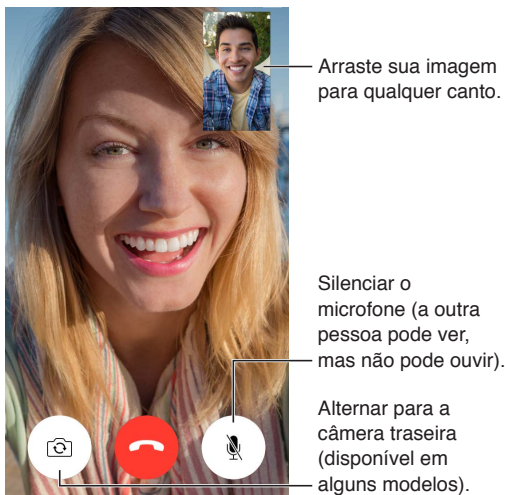 Arraste sua imagem
para qualquer canto.
Silenciar o
microfone (a outra
pessoa pode ver,
mas não pode ouvir).
Alternar para a
câmera traseira
(disponível em
alguns modelos).